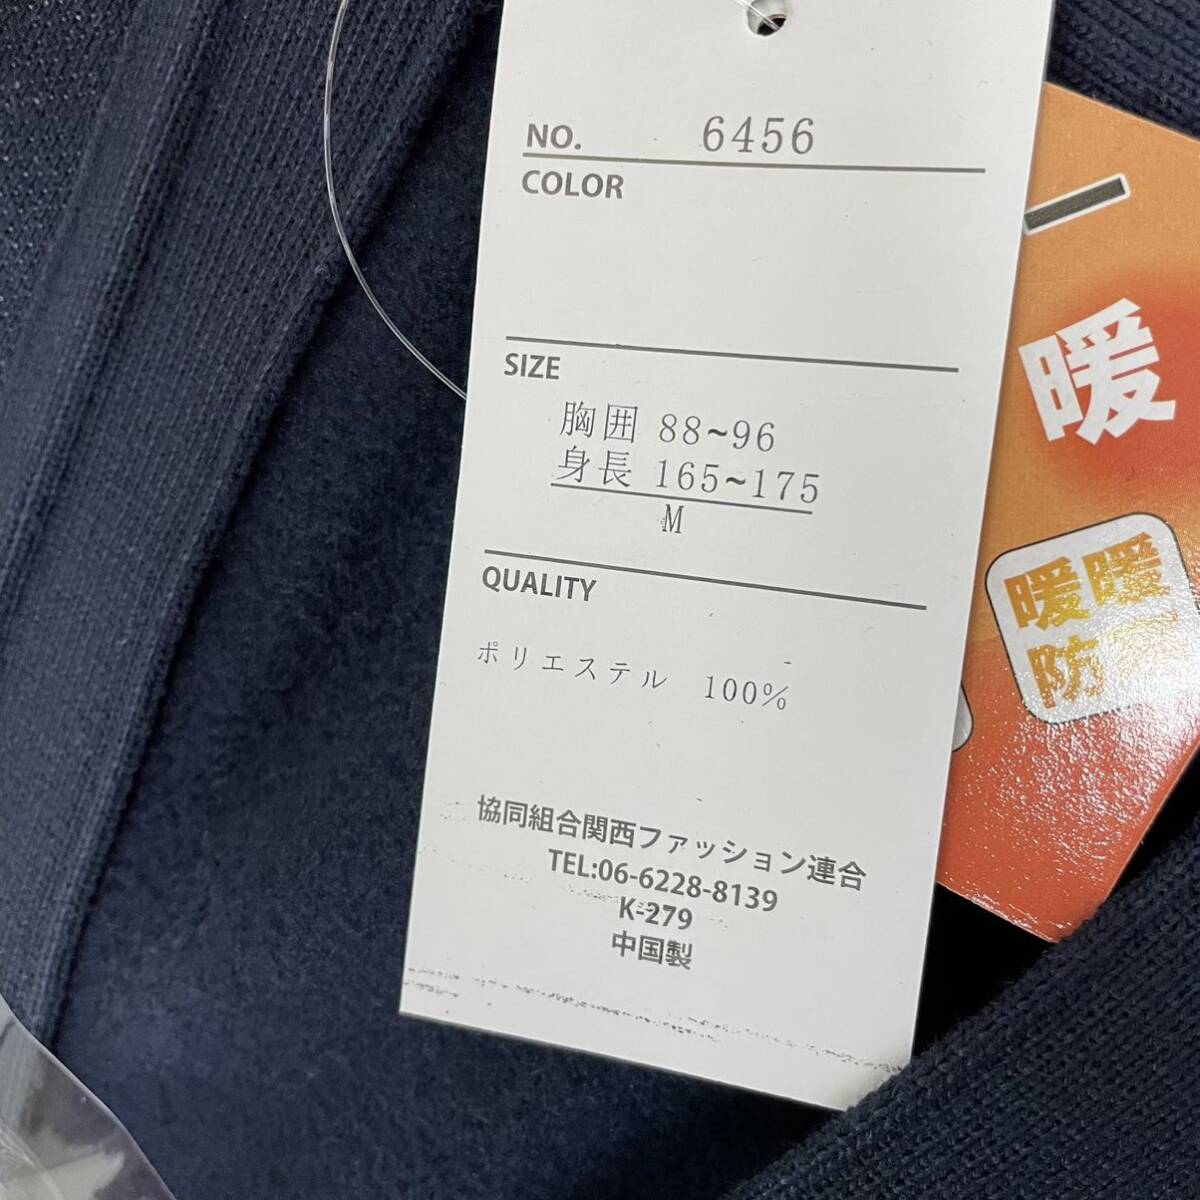 NO. 6456
COLOR
SIZE
胸囲 88~96
身長 165~175
M
QUALITY
ポリエステル 100%
協同組合関西ファッション連合
TEL:06-6228-8139
K-279
中国製
ー
暖
暖暖
防